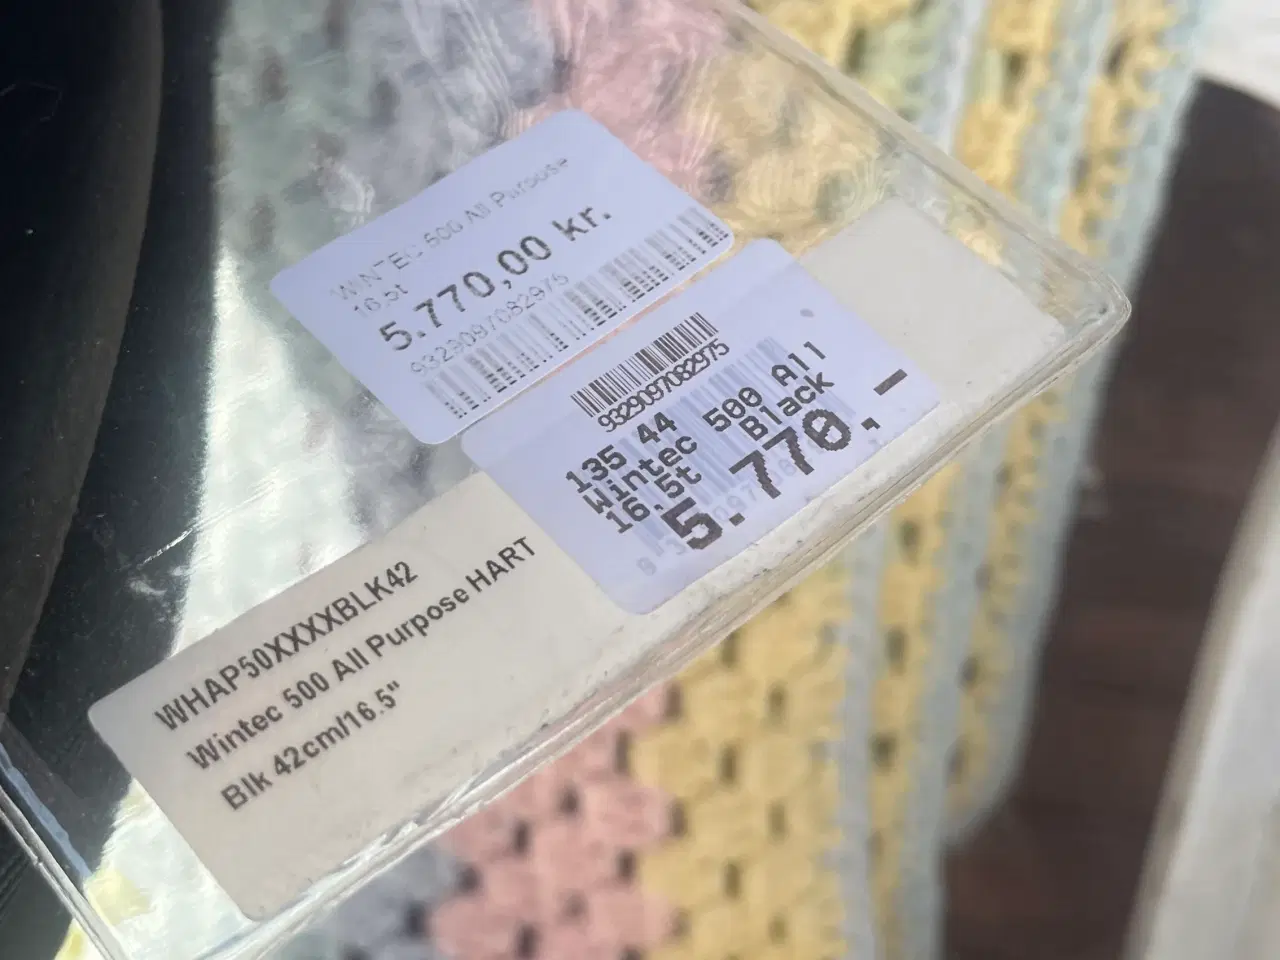 WINTEC 500 All Purpose
16,5t
5.770,00 kr.
9329097082975
9329097082975
135 44
Wintec 500 All
16,5t Black
5.770,-
WHAP50XXXXBLK42
Wintec 500 All Purpose HART
Blk 42cm/16.5"